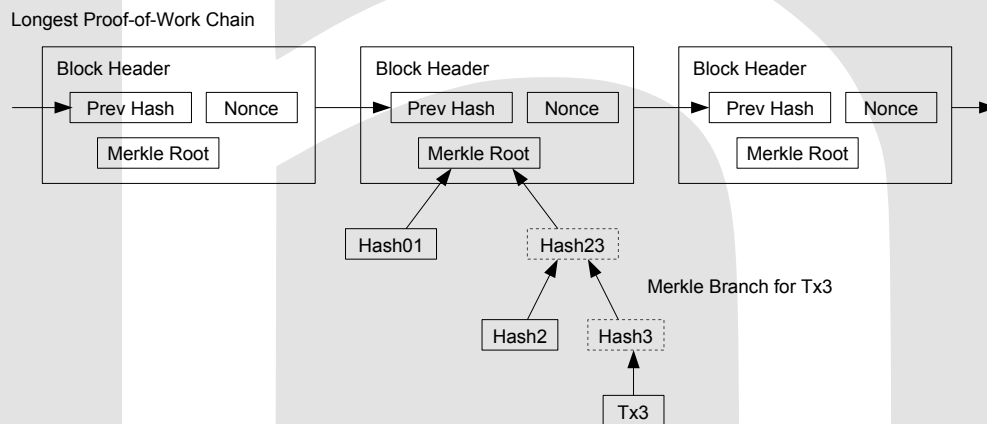 Longest Proof-of-Work Chain
Block Header
Prev Hash
Nonce
Merkle Root
Block Header
Prev Hash
Nonce
Merkle Root
Block Header
Prev Hash
Nonce
Merkle Root
Hash01
Hash23
Merkle Branch for Tx3
Hash2
Hash3
Tx3